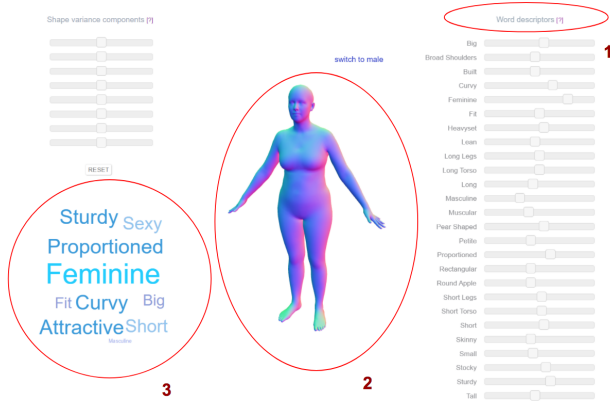 Shape variance components [?]
RESET
Sturdy Sexy
Proportioned
Feminine
Fit Curvy Big
Attractive Short
Masculine
3
switch to male
2
Word descriptors [?]
1
Big
Broad Shoulders
Built
Curvy
Feminine
Fit
Heavyset
Lean
Long Legs
Long Torso
Long
Masculine
Muscular
Pear Shaped
Petite
Proportioned
Rectangular
Round Apple
Short Legs
Short Torso
Short
Skinny
Small
Stocky
Sturdy
Tall